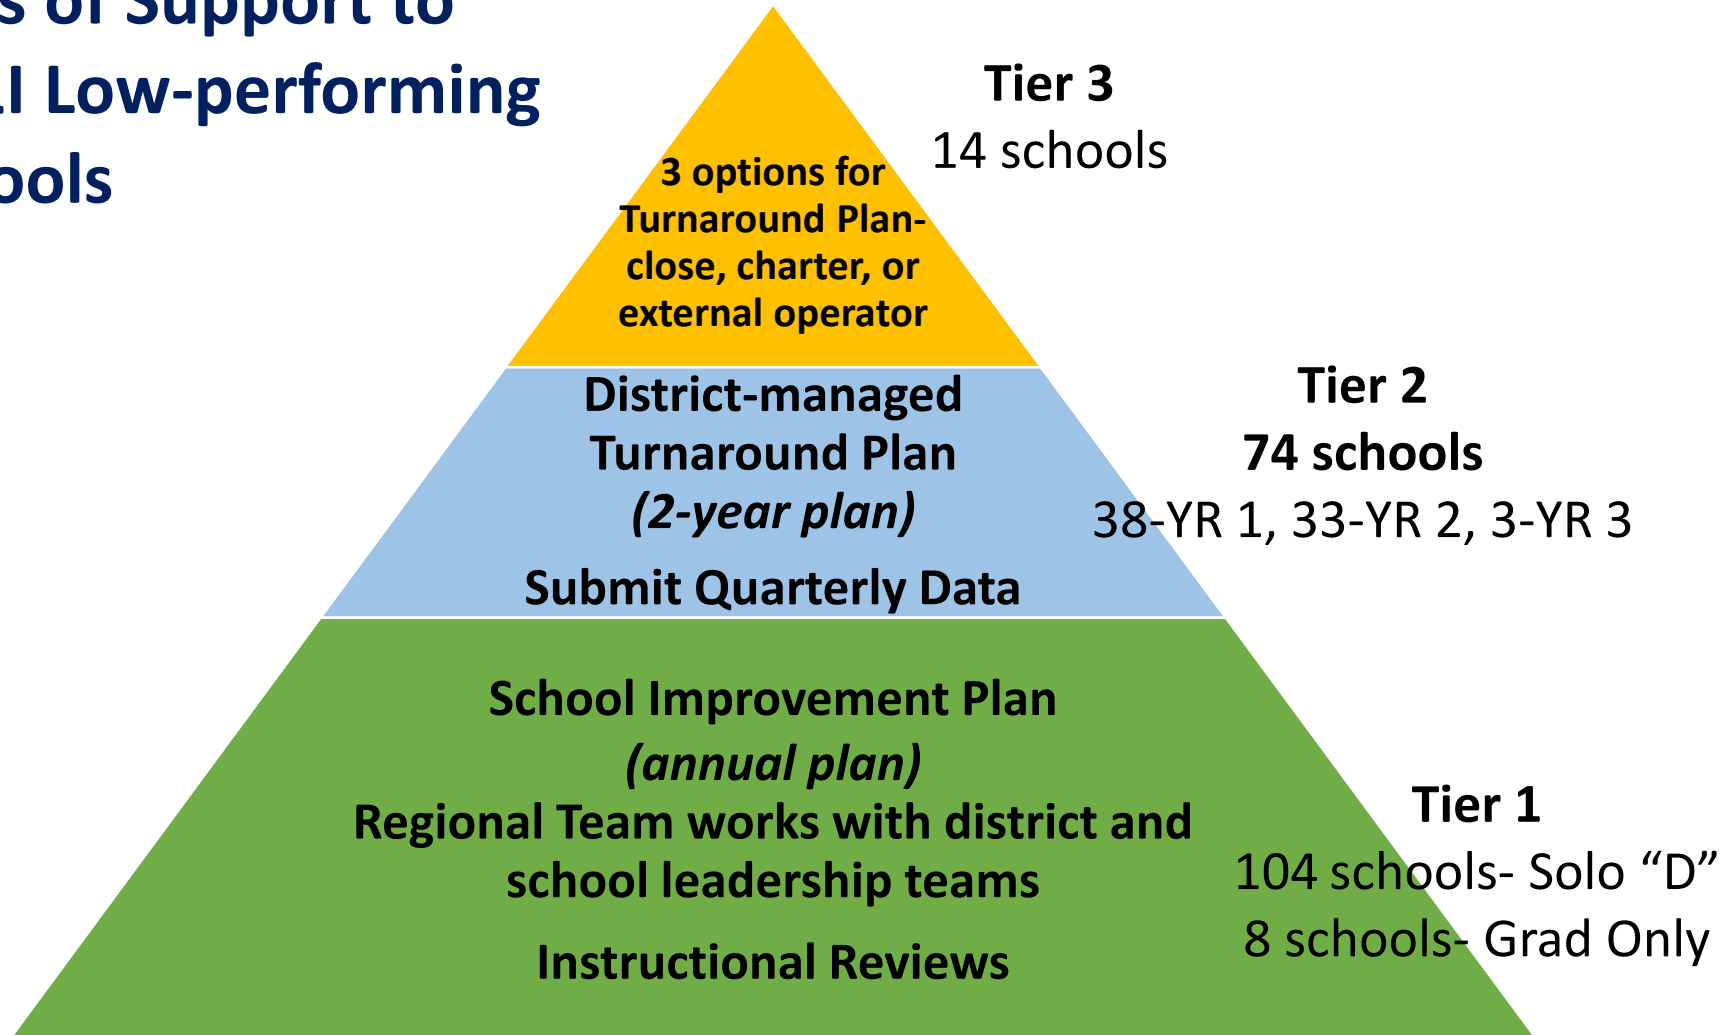 of Support to
Low-performing
Tier 3
14 schools
3 options for
Turnaround Plan-
close, charter, or
external operator
District-managed
Turnaround Plan
(2-year plan)
Submit Quarterly Data
Tier 2
74 schools
38-YR 1, 33-YR 2, 3-YR 3
School Improvement Plan
(annual plan)
Regional Team works with district and
school leadership teams
Instructional Reviews
Tier 1
104 schools- Solo “D”
8 schools- Grad Only